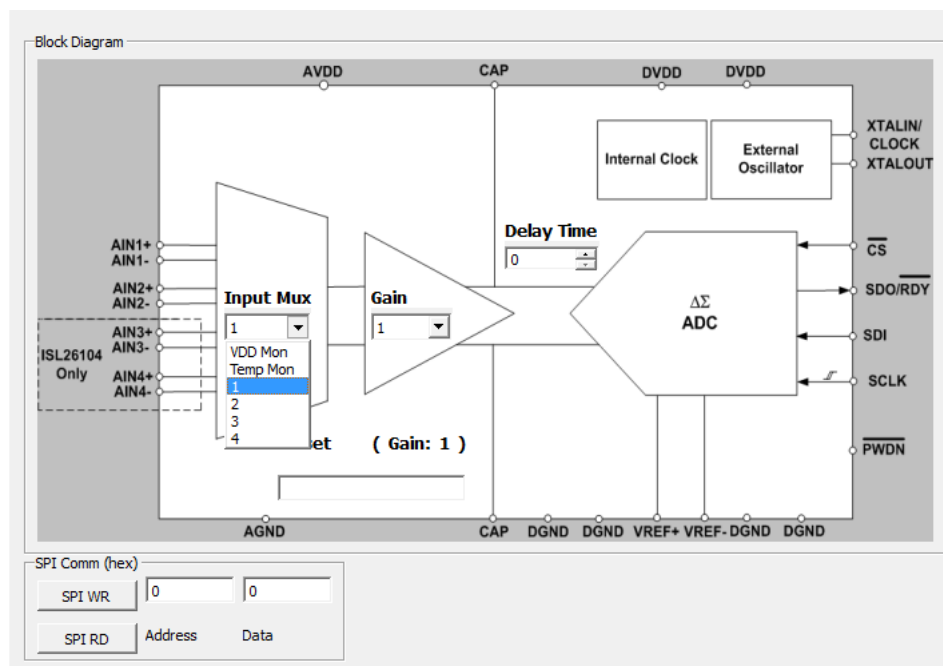 Block Diagram
AVDD
CAP
DVDD
DVDD
XTALIN/
CLOCK
XTALOUT
Internal Clock
External
Oscillator
Delay Time
0
CS
SDO/RDY
SDI
SCLK
PWDN
AIN1+
AIN1-
AIN2+
AIN2-
AIN3+
AIN3-
AIN4+
AIN4-
ISL26104
Only
Input Mux
1
VDD Mon
Temp Mon
1
2
3
4
Gain
1
ΔΣ
ADC
( Gain: 1 )
AGND
CAP
DGND
DGND
VREF+
VREF-
DGND
DGND
SPI Comm (hex)
SPI WR
0
0
SPI RD
Address
Data